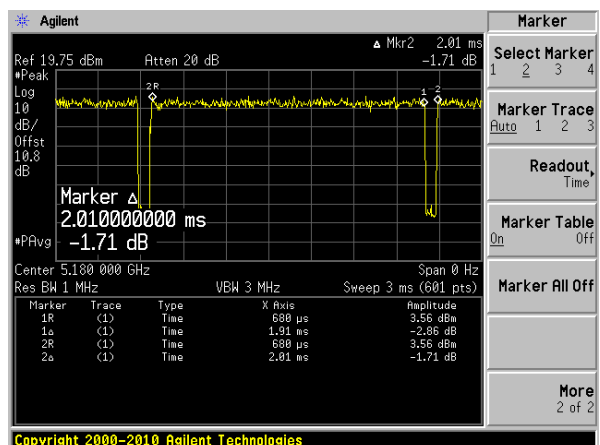 Agilent
Marker
Δ Mkr2 2.01 ms
Ref 19.75 dBm Atten 20 dB -1.71 dB
#Peak
Log
10
dB/
Offst
10.8
dB
#PAvg
2R
1
2
Marker Δ
2.010000000 ms
-1.71 dB
Center 5.180 000 GHz Span 0 Hz
Res BW 1 MHz VBW 3 MHz Sweep 3 ms (601 pts)
Marker Trace Type X Axis Amplitude
1R (1) Time 680 µs 3.56 dBm
1Δ (1) Time 1.91 ms -2.86 dB
2R (1) Time 680 µs 3.56 dBm
2Δ (1) Time 2.01 ms -1.71 dB
Select Marker
1 2 3 4
Marker Trace
Auto 1 2 3
Readout
Time
Marker Table
On Off
Marker All Off
More
2 of 2
Copyright 2000-2010 Agilent Technologies